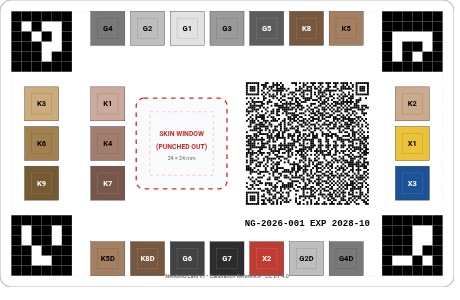 G4 G2 G1 G3 G5 K8 K5
K3 K1 K2
K6 K4 X1
K9 K7 X3
SKIN WINDOW
(PUNCHED OUT)
24 × 24 mm
NG-2026-001 EXP 2028-10
K5D K8D G6 G7 X2 G2D G4D